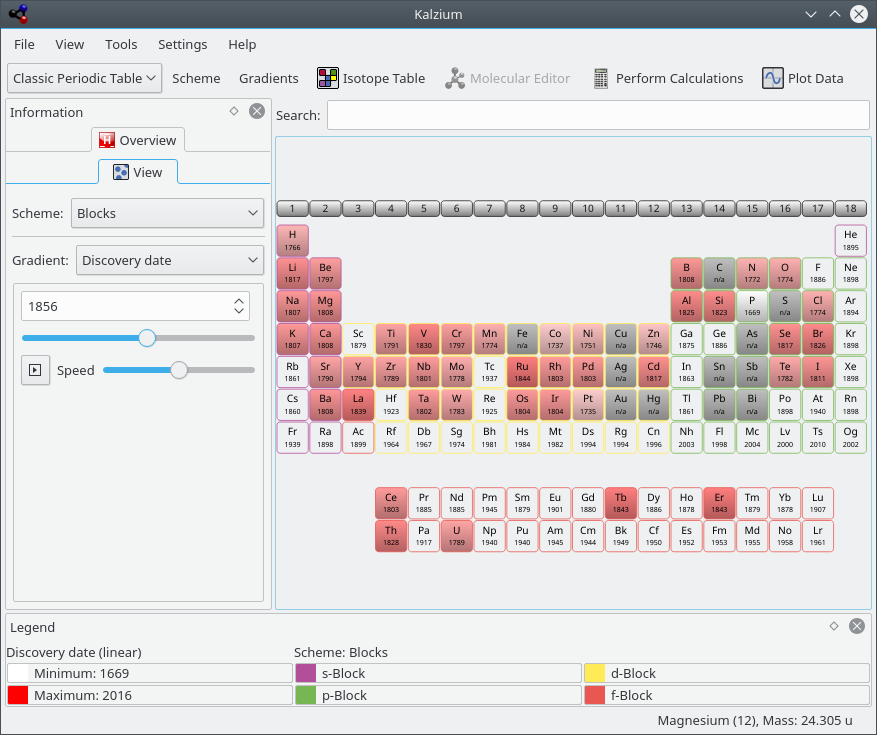 Kalzium
File View Tools Settings Help
Classic Periodic Table Scheme Gradients Isotope Table Molecular Editor Perform Calculations Plot Data
Information
Search:
Overview
View
Scheme: Blocks
Gradient: Discovery date
1856
Speed
1 2 3 4 5 6 7 8 9 10 11 12 13 14 15 16 17 18
H He
1766 1895
Li Be B C N O F Ne
1817 1797 1808 n/a 1772 1774 1886 1898
Na Mg Al Si P S Cl Ar
1807 1808 1825 1823 1669 n/a 1774 1894
K Ca Sc Ti V Cr Mn Fe Co Ni Cu Zn Ga Ge As Se Br Kr
1807 1808 1879 1791 1830 1797 1774 n/a 1737 1751 n/a 1746 1875 1886 n/a 1817 1826 1898
Rb Sr Y Zr Nb Mo Tc Ru Rh Pd Ag Cd In Sn Sb Te I Xe
1861 1790 1794 1789 1801 1778 1937 1844 1803 1803 n/a 1817 1863 n/a n/a 1782 1811 1898
Cs Ba La Hf Ta W Re Os Ir Pt Au Hg Tl Pb Bi Po At Rn
1860 1808 1839 1923 1802 1783 1925 1804 1804 1735 n/a n/a 1861 n/a n/a 1898 1940 1898
Fr Ra Ac Rf Db Sg Bh Hs Mt Ds Rg Cn Nh Fl Mc Lv Ts Og
1939 1898 1899 1964 1967 1974 1981 1984 1982 1994 1994 1996 2003 1998 2004 2000 2010 2002
Ce Pr Nd Pm Sm Eu Gd Tb Dy Ho Er Tm Yb Lu
1803 1885 1885 1945 1879 1901 1880 1843 1886 1878 1843 1879 1878 1907
Th Pa U Np Pu Am Cm Bk Cf Es Fm Md No Lr
1828 1917 1789 1940 1940 1945 1944 1949 1950 1952 1953 1955 1958 1961
Legend
Discovery date (linear) Scheme: Blocks
Minimum: 1669 s-Block d-Block
Maximum: 2016 p-Block f-Block
Magnesium (12), Mass: 24.305 u